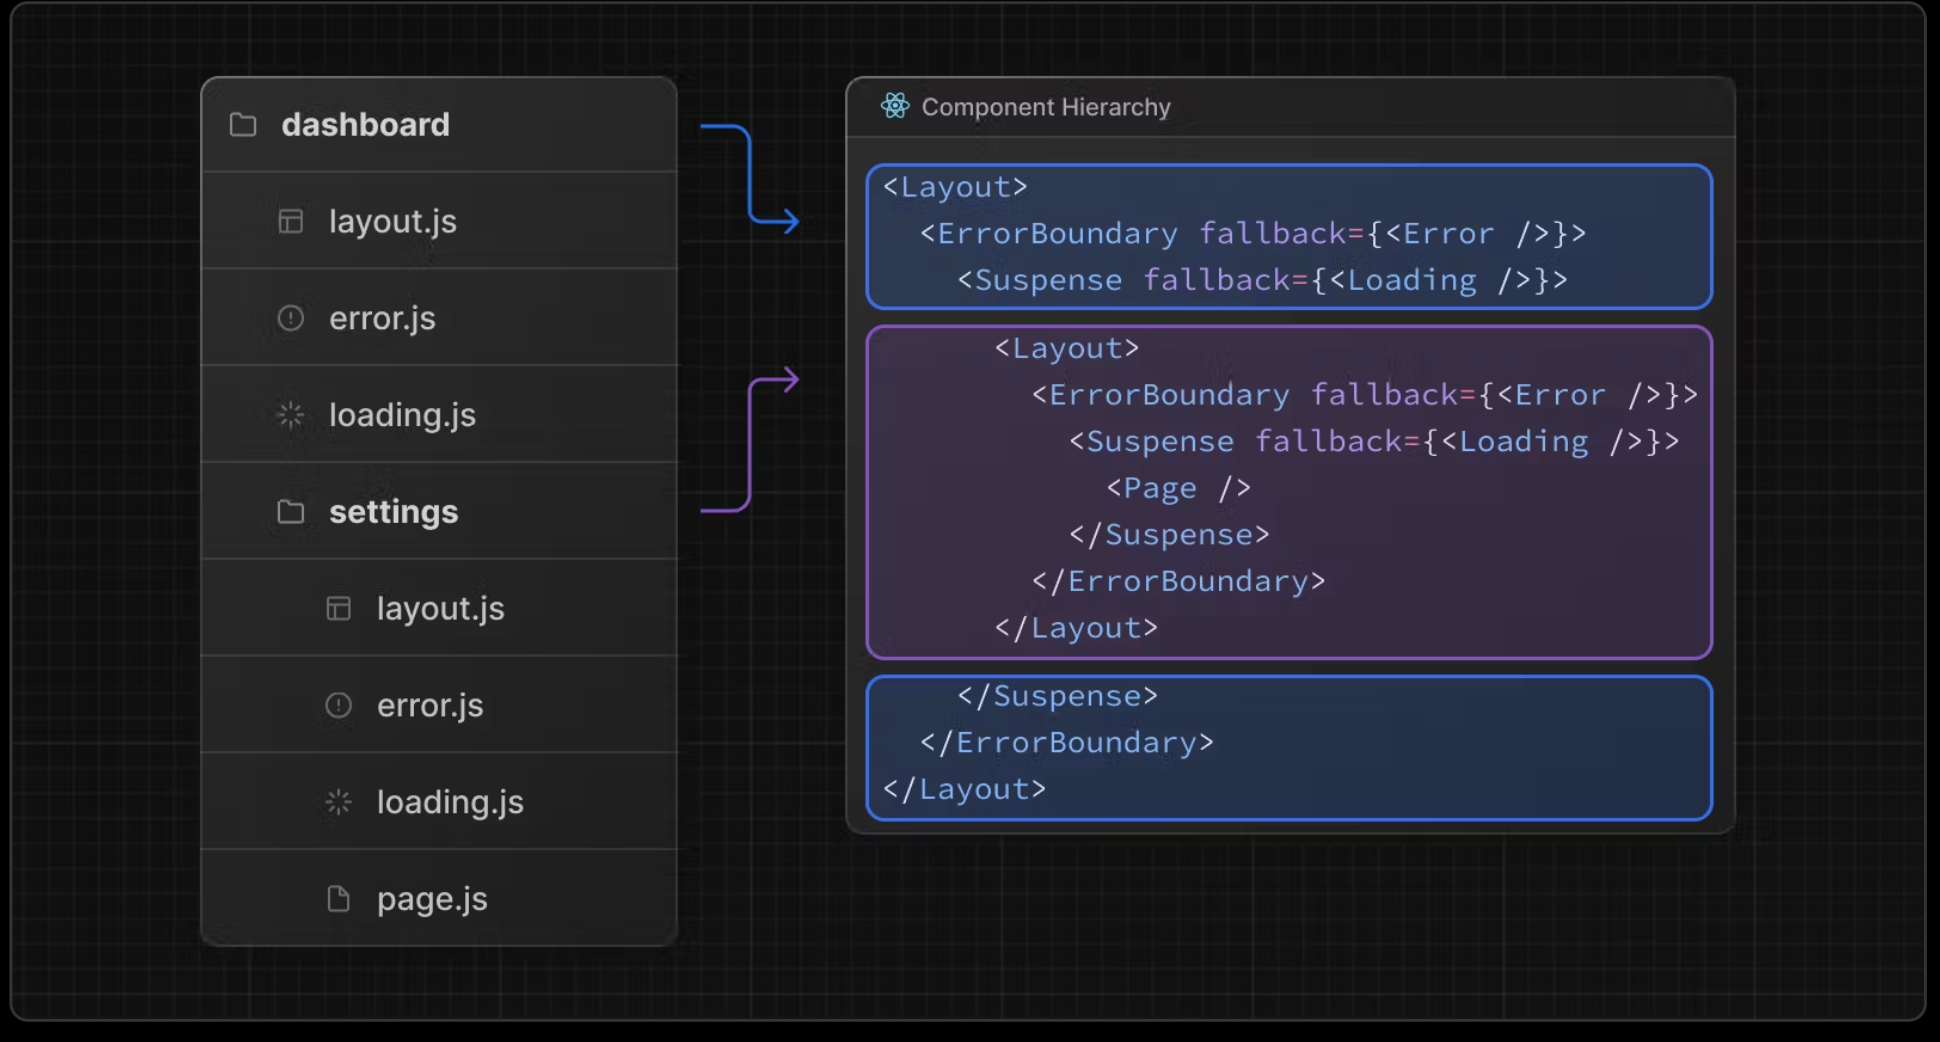 dashboard
layout.js
error.js
loading.js
settings
layout.js
error.js
loading.js
page.js
Component Hierarchy
<Layout>
<ErrorBoundary fallback={<Error />}>
<Suspense fallback={<Loading />}>
<Layout>
<ErrorBoundary fallback={<Error />}>
<Suspense fallback={<Loading />}>
<Page />
</Suspense>
</ErrorBoundary>
</Layout>
</Suspense>
</ErrorBoundary>
</Layout>